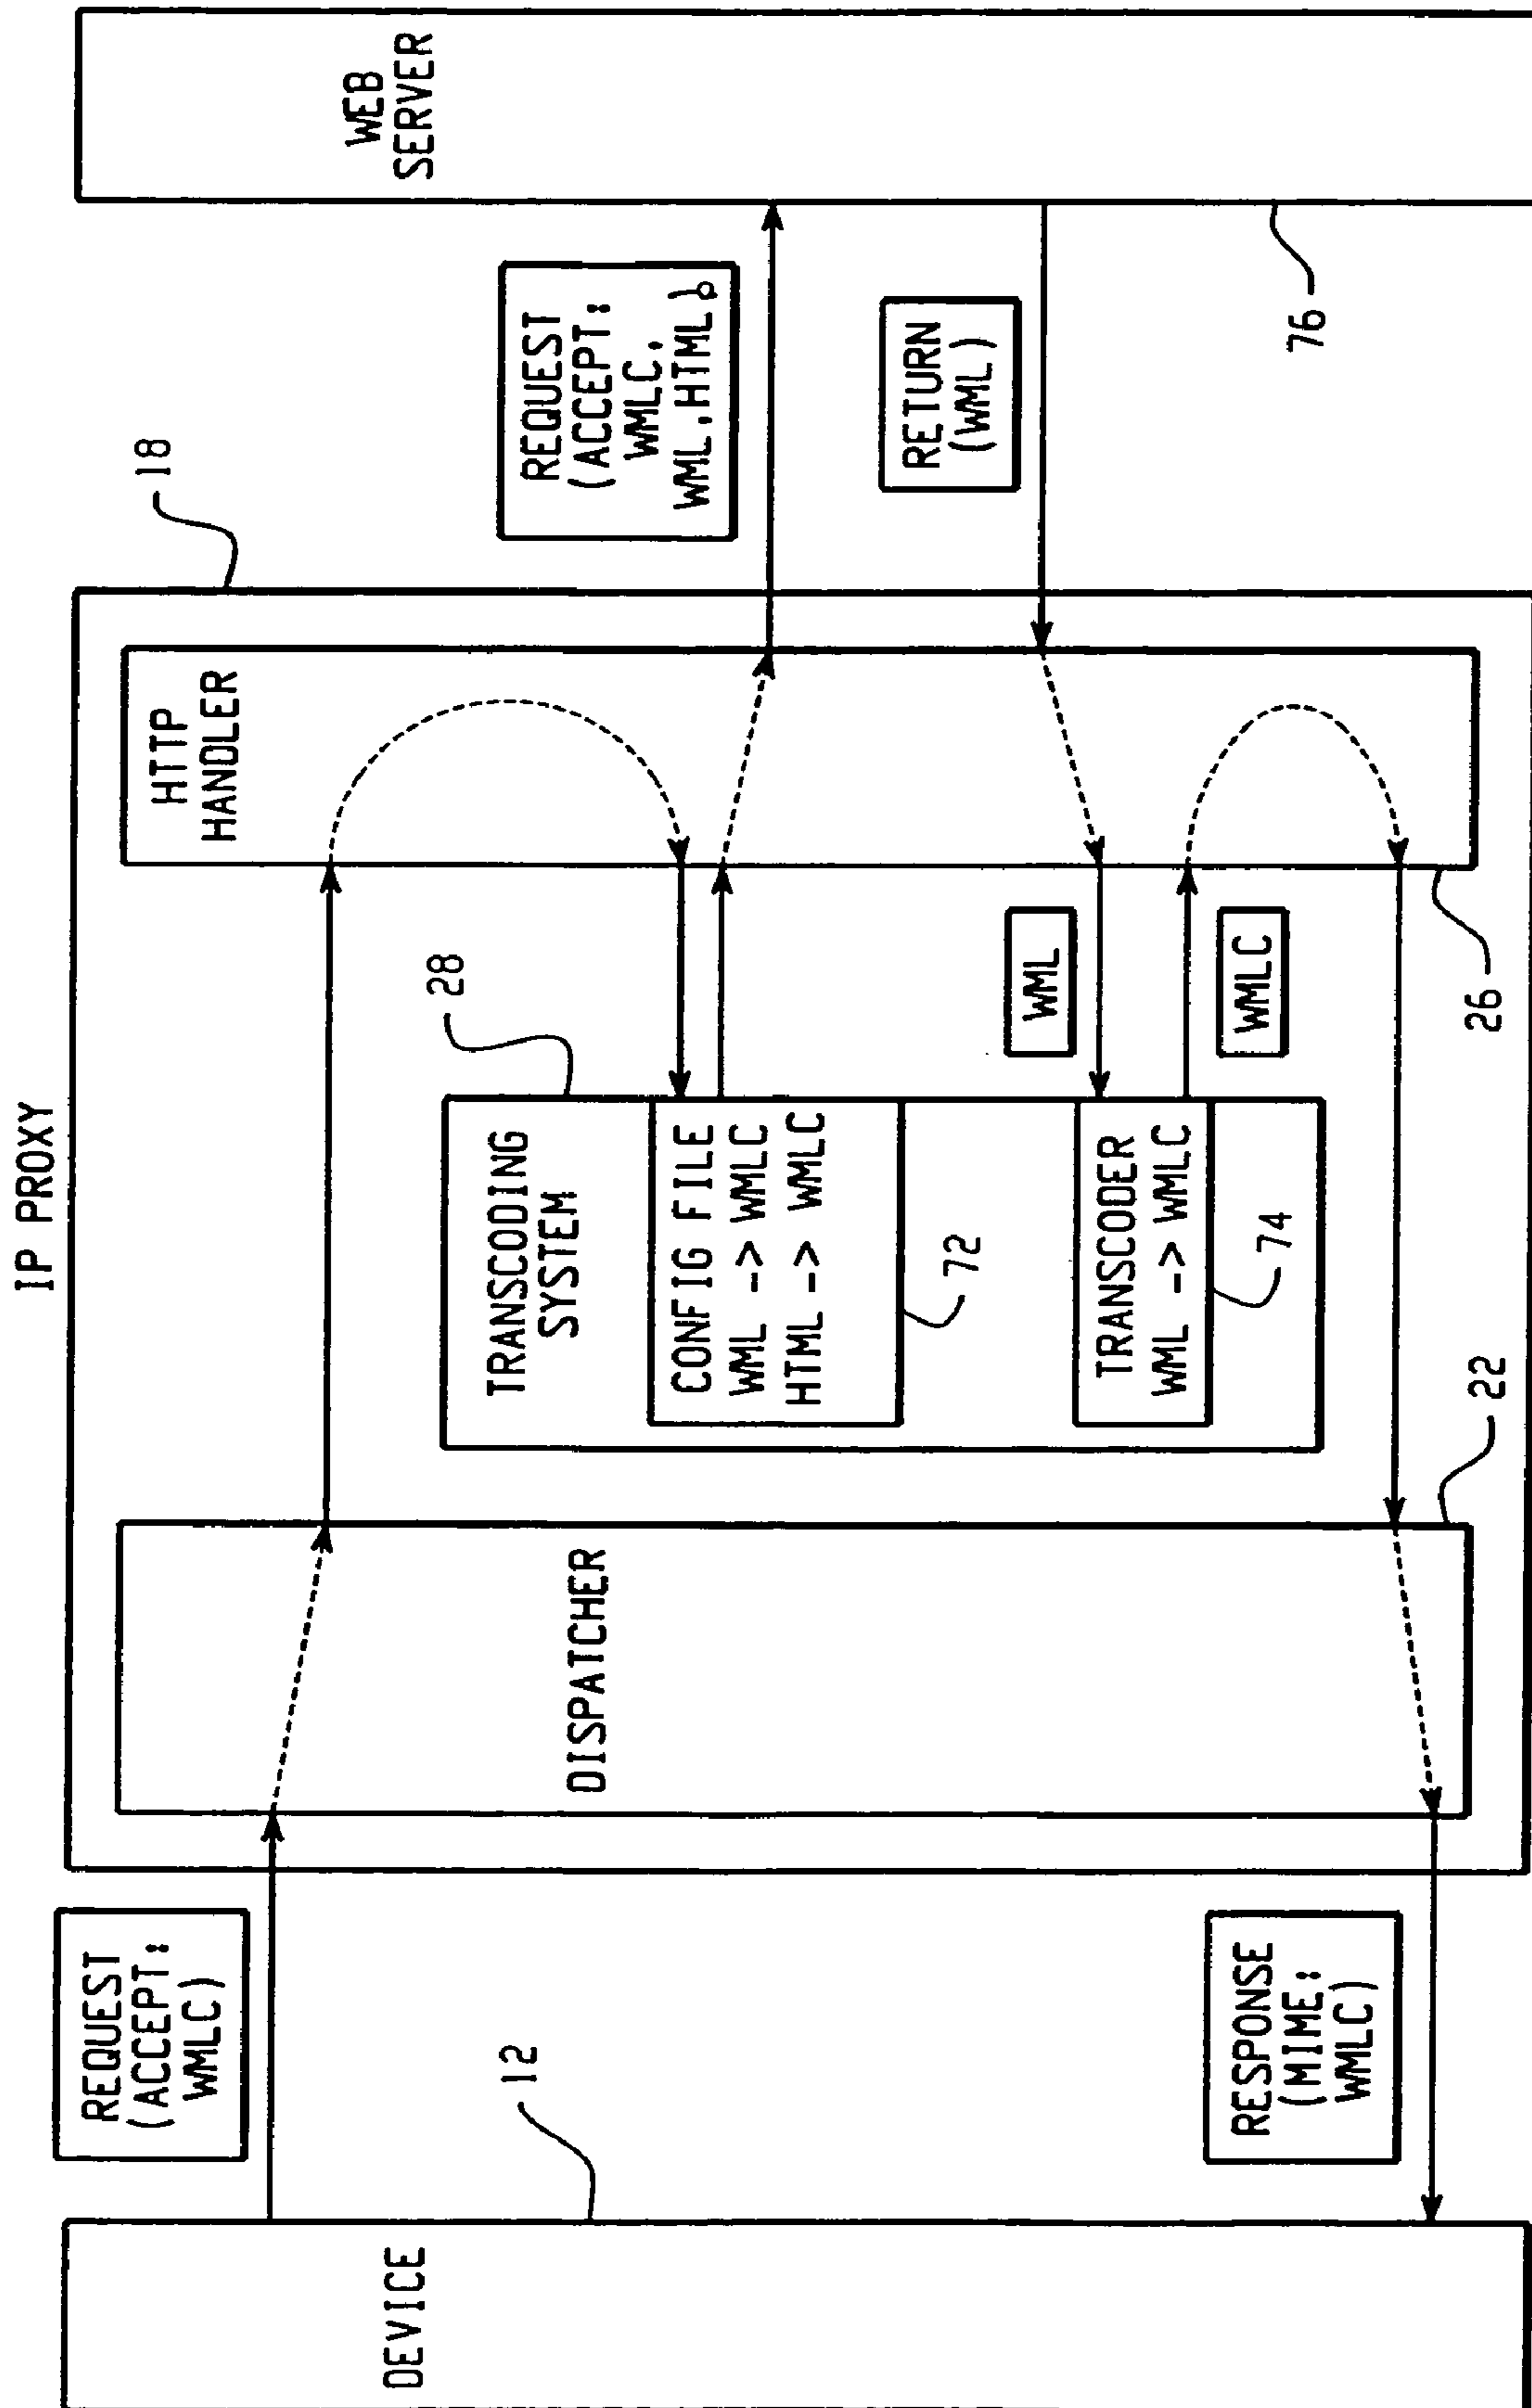 IP PROXY
18
DEVICE
12
REQUEST
(ACCEPT:
WMLC)
RESPONSE
(MIME:
WMLC)
DISPATCHER
22
TRANSCODING
SYSTEM
28
CONFIG FILE
WML -> WMLC
HTML -> WMLC
72
TRANSCODER
WML -> WMLC
74
WML
WMLC
HTTP
HANDLER
26
REQUEST
(ACCEPT:
WMLC,
WML,HTML)
RETURN
(WML)
WEB
SERVER
76